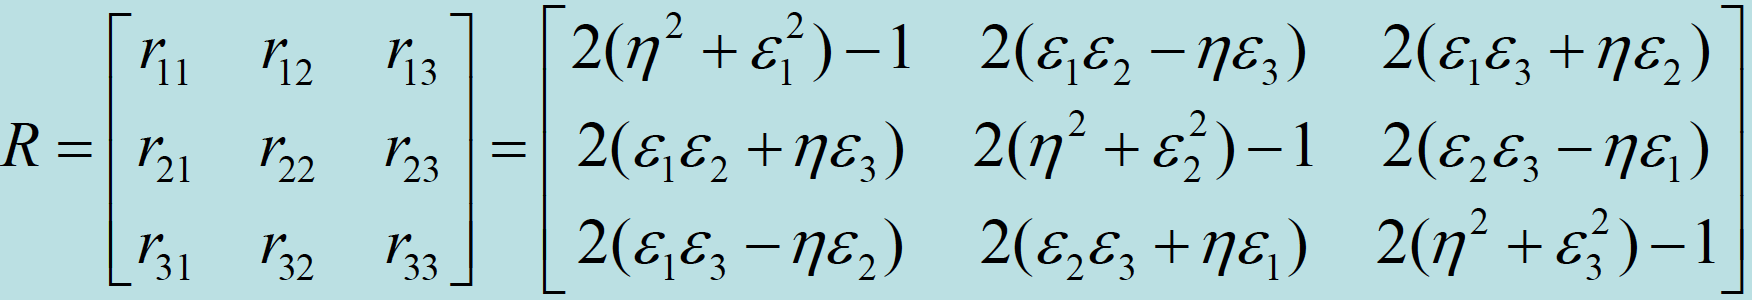 r₁₁ r₁₂ r₁₃ 2(η² + ε₁²) − 1 2(ε₁ε₂ − ηε₃) 2(ε₁ε₃ + ηε₂)
R = r₂₁ r₂₂ r₂₃ = 2(ε₁ε₂ + ηε₃) 2(η² + ε₂²) − 1 2(ε₂ε₃ − ηε₁)
r₃₁ r₃₂ r₃₃ 2(ε₁ε₃ − ηε₂) 2(ε₂ε₃ + ηε₁) 2(η² + ε₃²) − 1